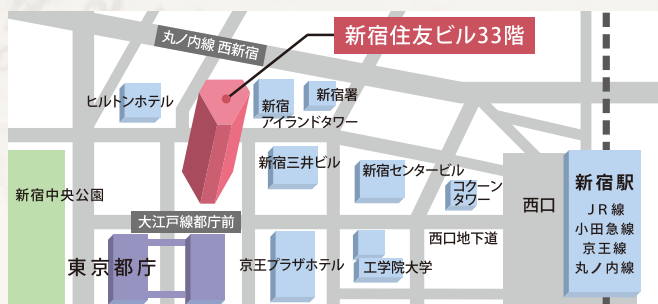 丸ノ内線 西新宿
新宿住友ビル33階
ヒルトンホテル
新宿
アイランドタワー
新宿署
新宿三井ビル
新宿センタービル
コクーン
タワー
新宿中央公園
大江戸線都庁前
東京都庁
京王プラザホテル
工学院大学
西口地下道
西口
新宿駅
JR線
小田急線
京王線
丸ノ内線